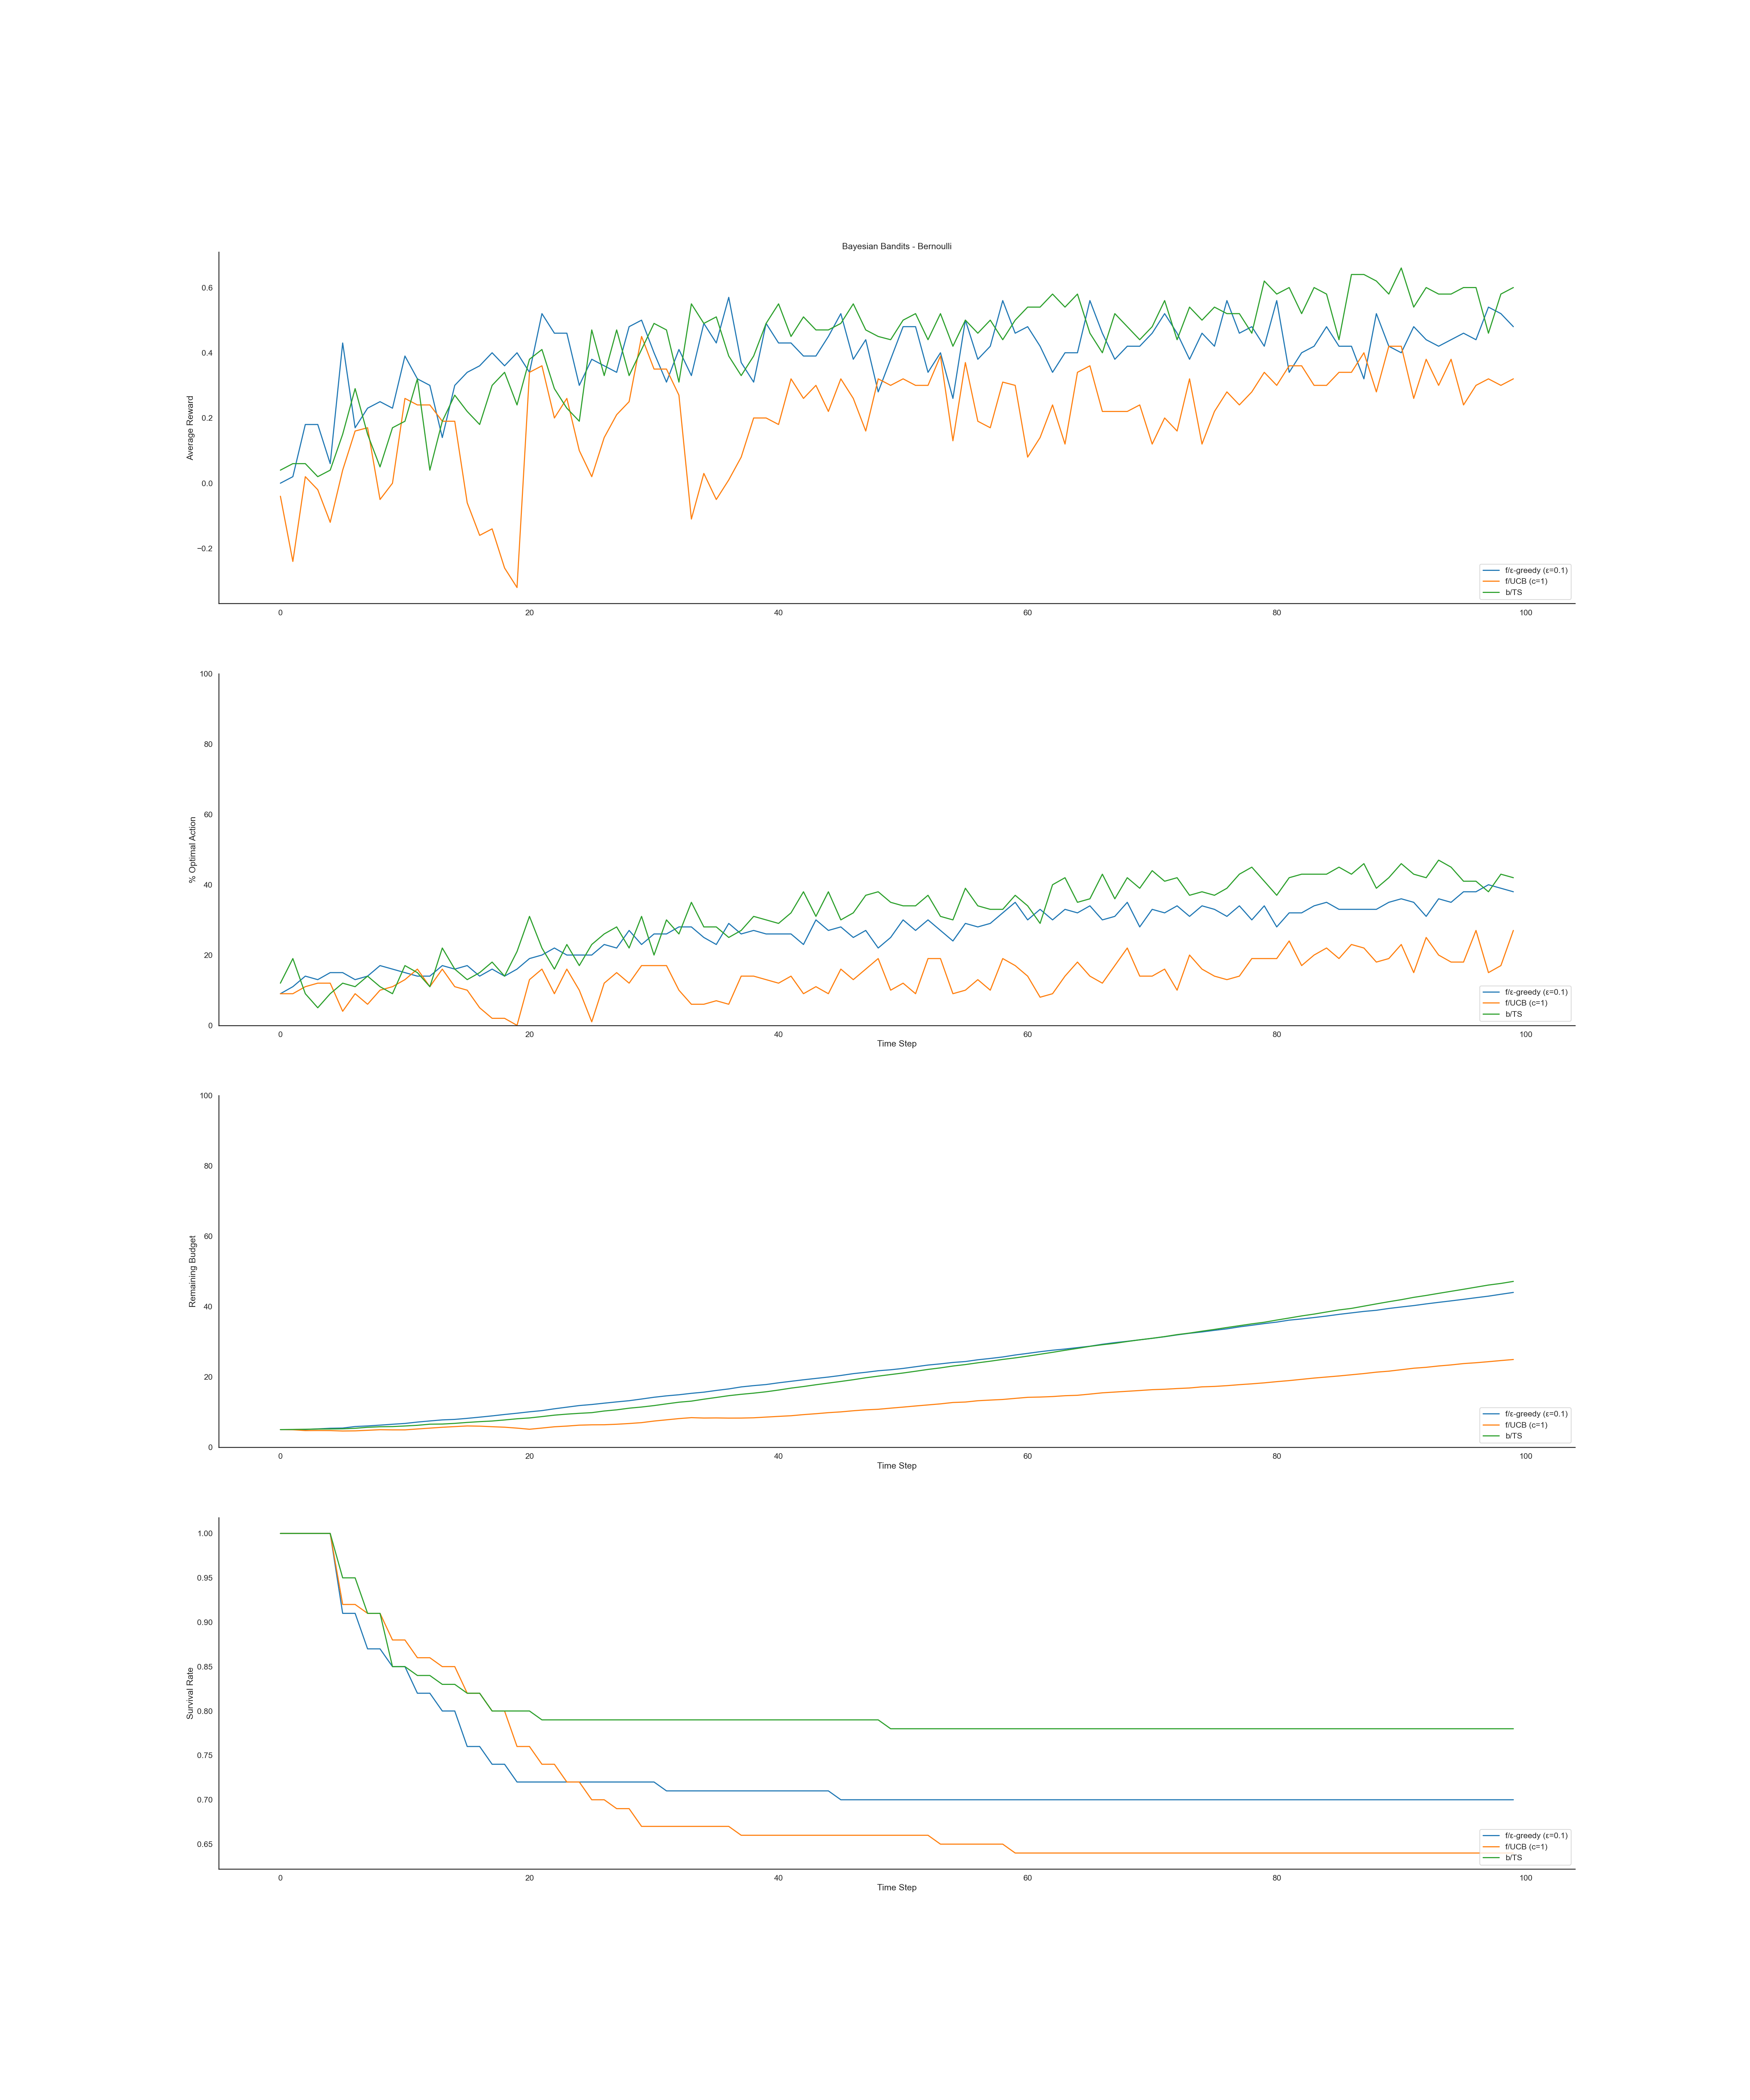 Bayesian Bandits - Bernoulli
Average Reward
0.6
0.4
0.2
0.0
−0.2
0 20 40 60 80 100
f/ε-greedy (ε=0.1)
f/UCB (c=1)
b/TS
% Optimal Action
100
80
60
40
20
0
0 20 40 60 80 100
Time Step
f/ε-greedy (ε=0.1)
f/UCB (c=1)
b/TS
Remaining Budget
100
80
60
40
20
0
0 20 40 60 80 100
Time Step
f/ε-greedy (ε=0.1)
f/UCB (c=1)
b/TS
Survival Rate
1.00
0.95
0.90
0.85
0.80
0.75
0.70
0.65
0 20 40 60 80 100
Time Step
f/ε-greedy (ε=0.1)
f/UCB (c=1)
b/TS